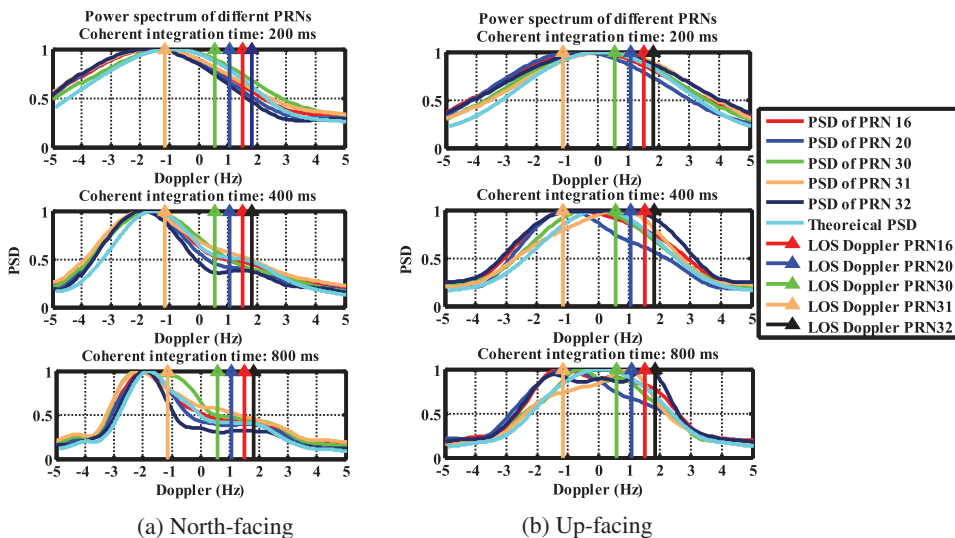 Power spectrum of differnt PRNs
Coherent integration time: 200 ms
1
0.5
0
-5 -4 -3 -2 -1 0 1 2 3 4 5
Doppler (Hz)
Coherent integration time: 400 ms
PSD
1
0.5
0
-5 -4 -3 -2 -1 0 1 2 3 4 5
Doppler (Hz)
Coherent integration time: 800 ms
1
0.5
0
-5 -4 -3 -2 -1 0 1 2 3 4 5
Doppler (Hz)
(a) North-facing
Power spectrum of different PRNs
Coherent integration time: 200 ms
1
0.5
0
-5 -4 -3 -2 -1 0 1 2 3 4 5
Doppler (Hz)
Coherent integration time: 400 ms
PSD
1
0.5
0
-5 -4 -3 -2 -1 0 1 2 3 4 5
Doppler (Hz)
Coherent integration time: 800 ms
1
0.5
0
-5 -4 -3 -2 -1 0 1 2 3 4 5
Doppler (Hz)
(b) Up-facing
PSD of PRN 16
PSD of PRN 20
PSD of PRN 30
PSD of PRN 31
PSD of PRN 32
Theoreical PSD
LOS Doppler PRN16
LOS Doppler PRN20
LOS Doppler PRN30
LOS Doppler PRN31
LOS Doppler PRN32